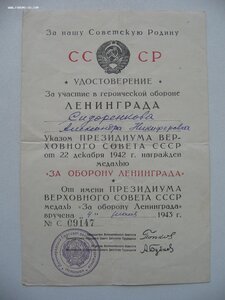 За нашу Советскую Родину
СС СР
УДОСТОВЕРЕНИЕ
За участие в героической обороне
ЛЕНИНГРАДА
Сидоренкова
Александра Никифоровна
Указом ПРЕЗИДИУМА ВЕР-
ХОВНОГО СОВЕТА СССР
от 22 декабря 1942 г. награжден
медалью
«ЗА ОБОРОНУ ЛЕНИНГРАДА»
От имени ПРЕЗИДИУМА
ВЕРХОВНОГО СОВЕТА СССР
медаль «За оборону Ленинграда»
вручена 1943 г.
№ С 09147